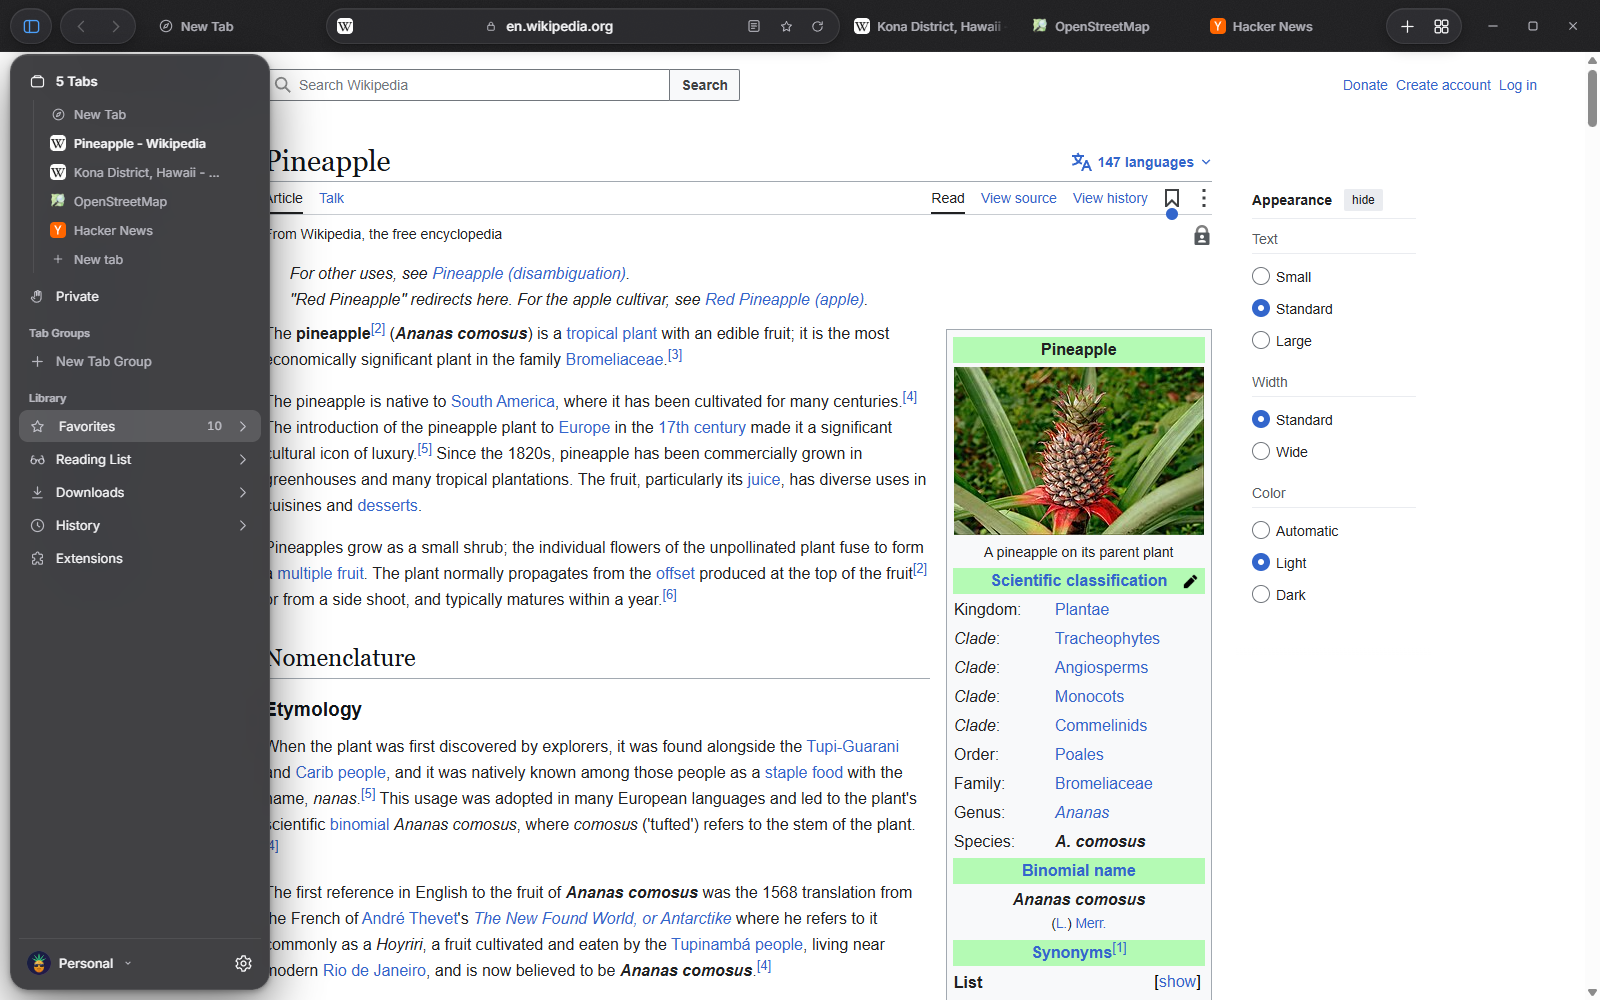 New Tab
en.wikipedia.org
Kona District, Hawaii
OpenStreetMap
Hacker News
5 Tabs
New Tab
Pineapple - Wikipedia
Kona District, Hawaii - ...
OpenStreetMap
Hacker News
New tab
Private
Tab Groups
New Tab Group
Library
Favorites 10
Reading List
Downloads
History
Extensions
Personal
Search Wikipedia
Search
Donate Create account Log in
Pineapple
147 languages
Article Talk
Read View source View history
From Wikipedia, the free encyclopedia
For other uses, see Pineapple (disambiguation).
"Red Pineapple" redirects here. For the apple cultivar, see Red Pineapple (apple).
The pineapple[2] (Ananas comosus) is a tropical plant with an edible fruit; it is the most
economically significant plant in the family Bromeliaceae.[3]
The pineapple is native to South America, where it has been cultivated for many centuries.[4]
The introduction of the pineapple plant to Europe in the 17th century made it a significant
cultural icon of luxury.[5] Since the 1820s, pineapple has been commercially grown in
greenhouses and many tropical plantations. The fruit, particularly its juice, has diverse uses in
cuisines and desserts.
Pineapples grow as a small shrub; the individual flowers of the unpollinated plant fuse to form
a multiple fruit. The plant normally propagates from the offset produced at the top of the fruit[2]
or from a side shoot, and typically matures within a year.[6]
Nomenclature
Etymology
When the plant was first discovered by explorers, it was found alongside the Tupi-Guarani
and Carib people, and it was natively known among those people as a staple food with the
name, nanas.[5] This usage was adopted in many European languages and led to the plant's
scientific binomial Ananas comosus, where comosus ('tufted') refers to the stem of the plant.
4]
The first reference in English to the fruit of Ananas comosus was the 1568 translation from
the French of André Thevet's The New Found World, or Antarctike where he refers to it
commonly as a Hoyriri, a fruit cultivated and eaten by the Tupinambá people, living near
modern Rio de Janeiro, and is now believed to be Ananas comosus.[4]
Pineapple
A pineapple on its parent plant
Scientific classification
Kingdom: Plantae
Clade: Tracheophytes
Clade: Angiosperms
Clade: Monocots
Clade: Commelinids
Order: Poales
Family: Bromeliaceae
Genus: Ananas
Species: A. comosus
Binomial name
Ananas comosus
(L.) Merr.
Synonyms[1]
List [show]
Appearance hide
Text
Small
Standard
Large
Width
Standard
Wide
Color
Automatic
Light
Dark